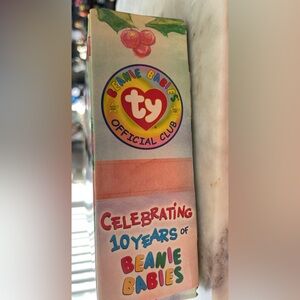 BEANIE BABIES
ty
OFFICIAL CLUB
CELEBRATING
10 YEARS OF
BEANIE
BABIES